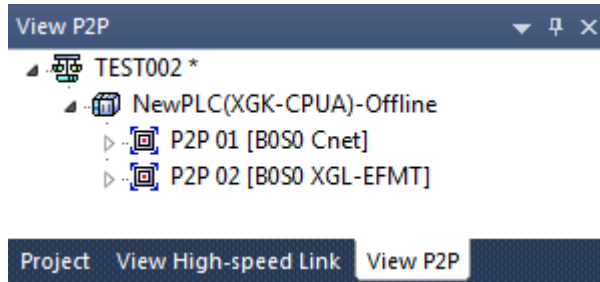 View P2P
TEST002 *
NewPLC(XGK-CPUA)-Offline
P2P 01 [B0S0 Cnet]
P2P 02 [B0S0 XGL-EFMT]
Project View High-speed Link View P2P